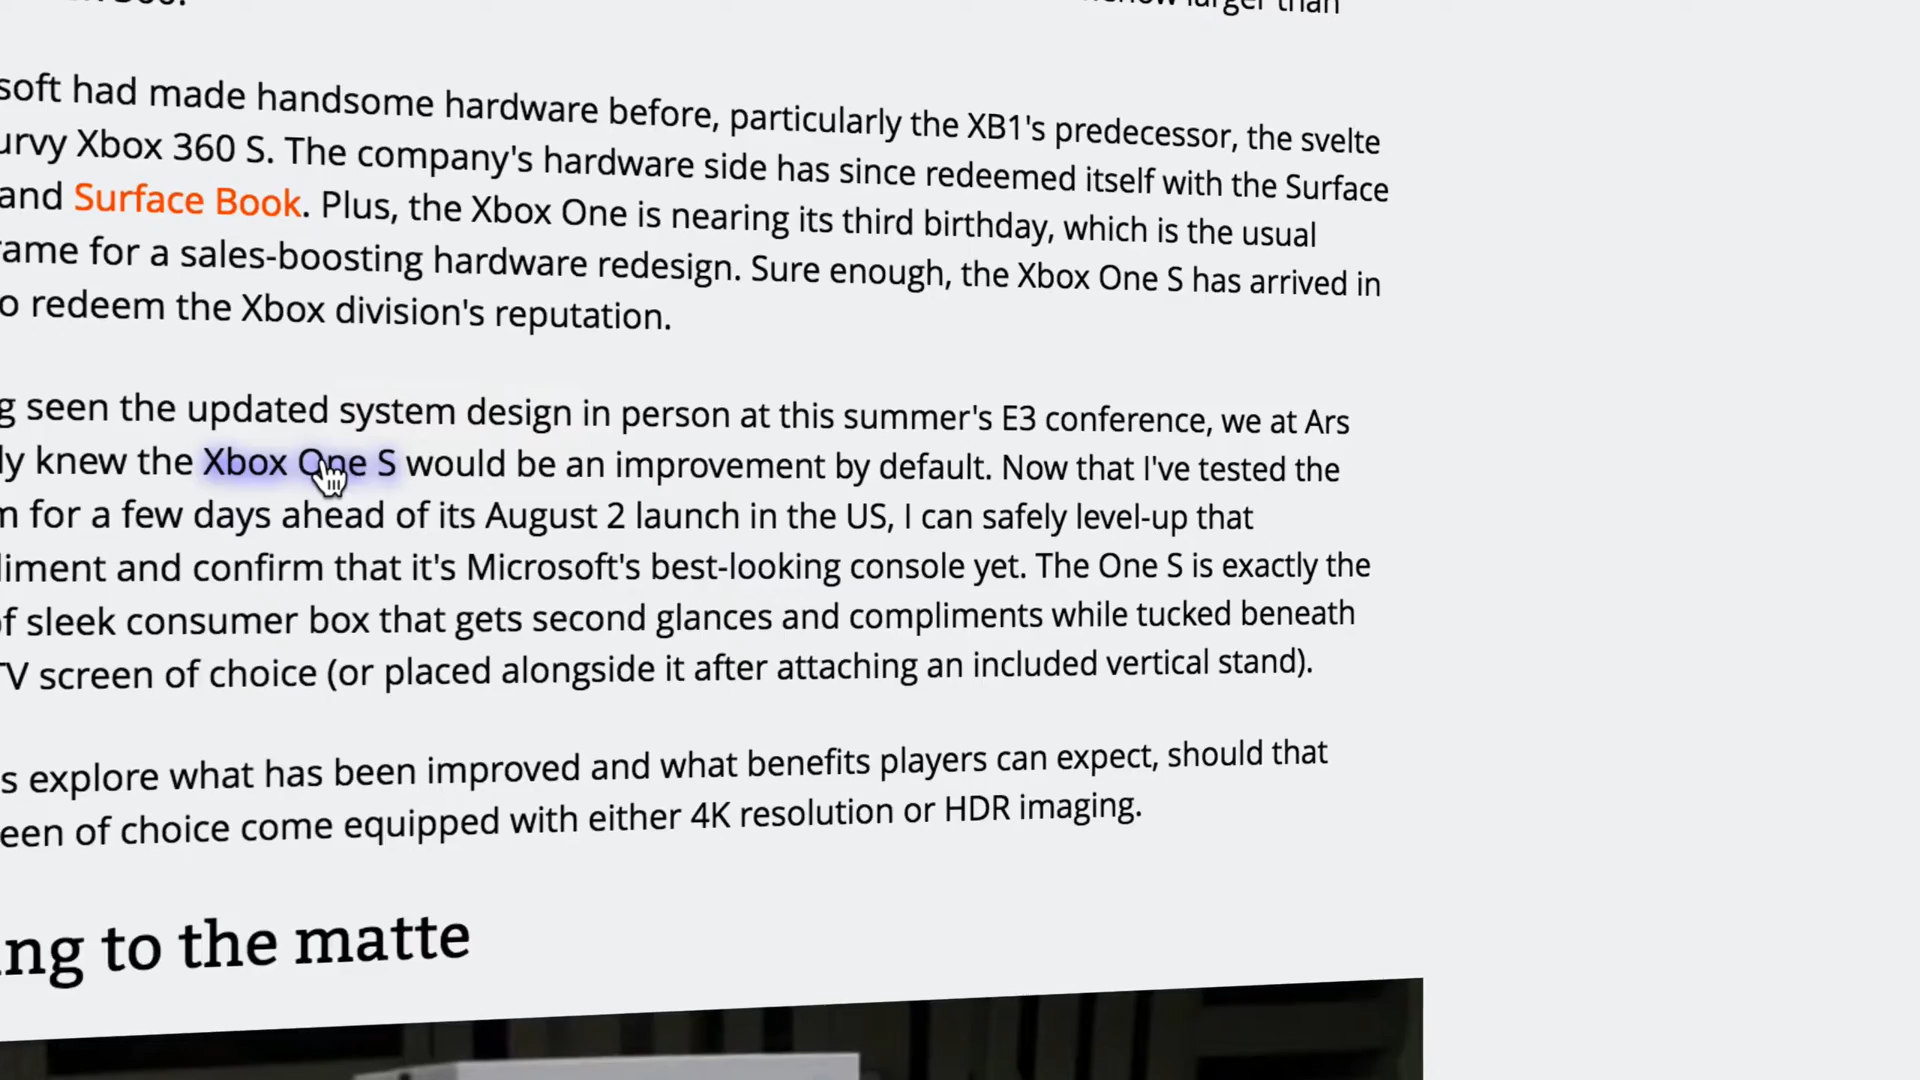 larger than
soft had made handsome hardware before, particularly the XB1's predecessor, the svelte
urvy Xbox 360 S. The company's hardware side has since redeemed itself with the Surface
and Surface Book. Plus, the Xbox One is nearing its third birthday, which is the usual
rame for a sales-boosting hardware redesign. Sure enough, the Xbox One S has arrived in
o redeem the Xbox division's reputation.
g seen the updated system design in person at this summer's E3 conference, we at Ars
ly knew the Xbox One S would be an improvement by default. Now that I've tested the
m for a few days ahead of its August 2 launch in the US, I can safely level-up that
liment and confirm that it's Microsoft's best-looking console yet. The One S is exactly the
of sleek consumer box that gets second glances and compliments while tucked beneath
TV screen of choice (or placed alongside it after attaching an included vertical stand).
s explore what has been improved and what benefits players can expect, should that
een of choice come equipped with either 4K resolution or HDR imaging.
ing to the matte